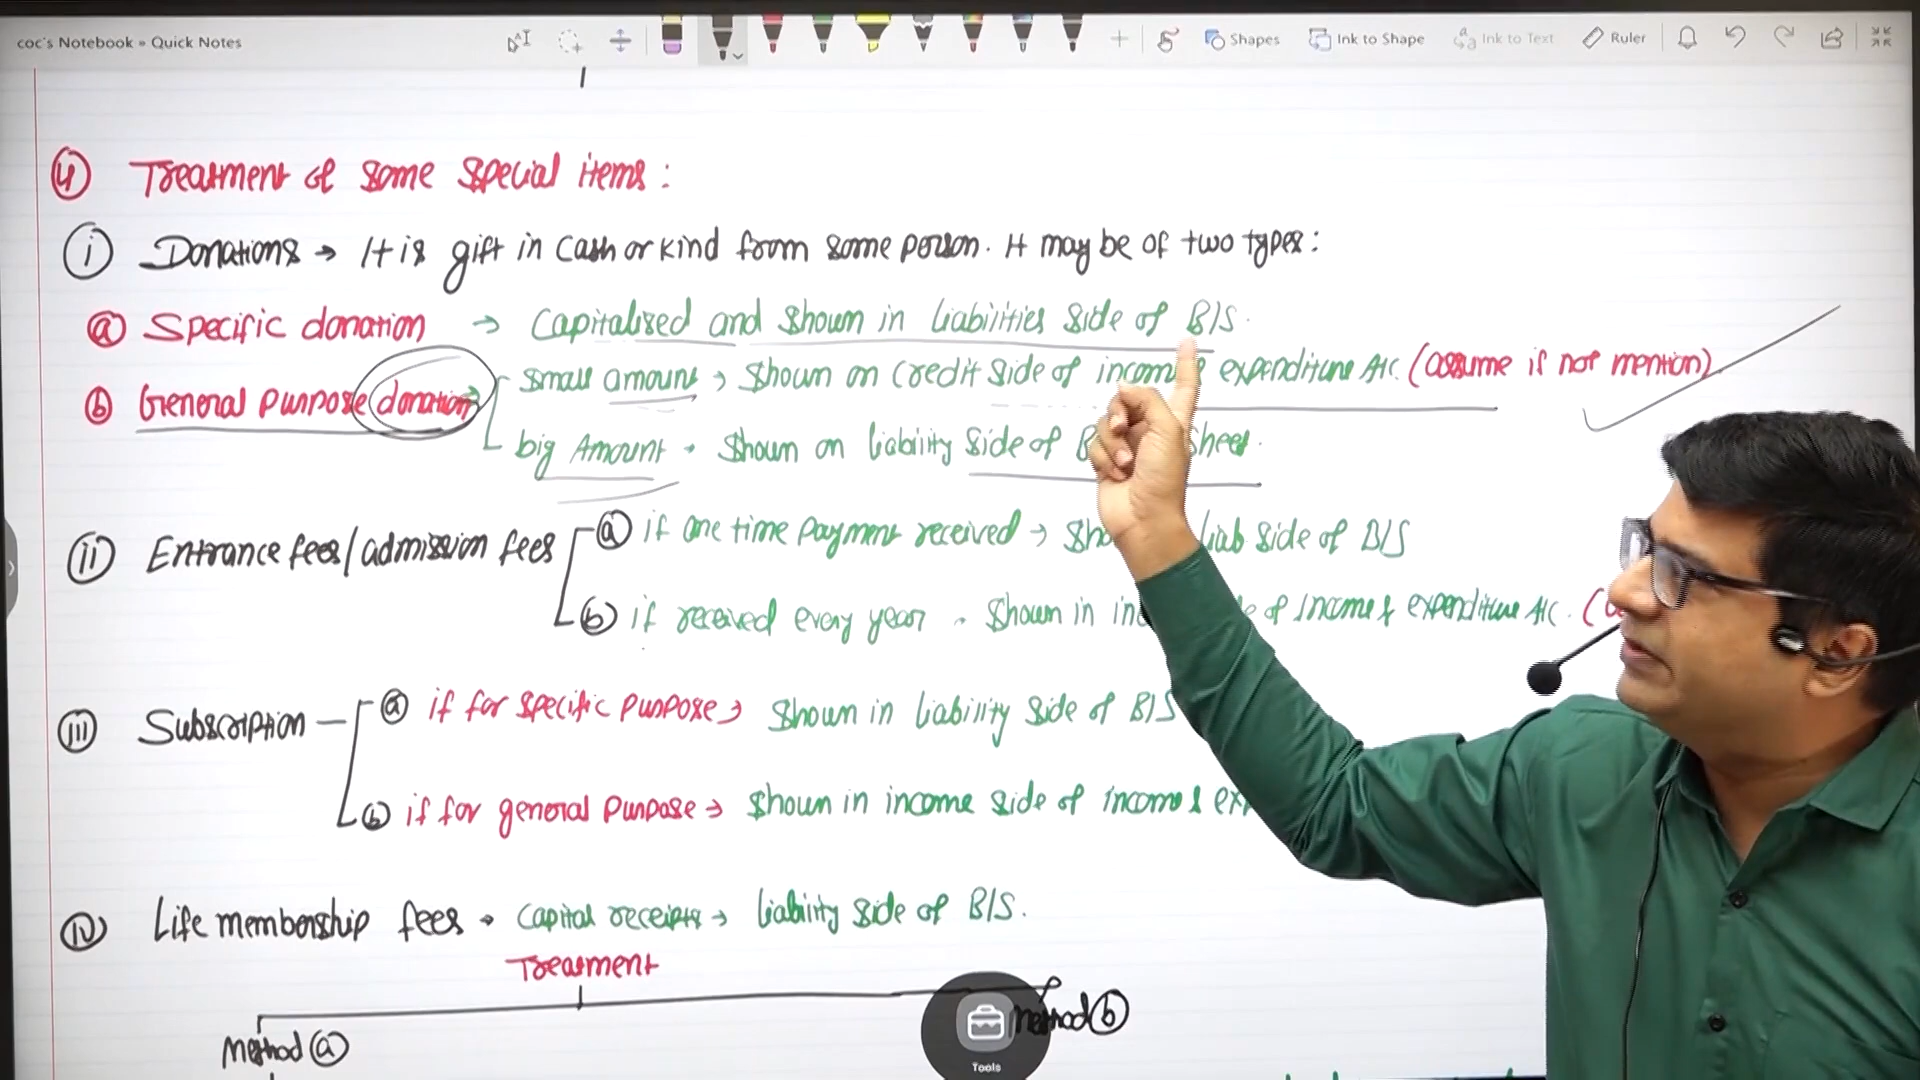 coc's Notebook » Quick Notes
Shapes
Ink to Shape
Ink to Text
Ruler
④ Treatment of some special items :
① Donations → It is gift in cash or kind from some person. It may be of two types :
ⓐ Specific donation → Capitalised and shown in liabilities side of B/S.
ⓑ General purpose donation
small amount → shown on credit side of income expenditure A/c. (assume if not mention)
big Amount → shown on liability side of sheet.
ⓘⓘ Entrance fees/admission fees
ⓐ if one time payment received → liab side of B/S
ⓑ if received every year → shown in of income & expenditure A/c.
ⓘⓘⓘ Subscription
ⓐ if for specific purpose → shown in liability side of B/S
ⓑ if for general purpose → shown in income side of income &
ⓘⓥ Life membership fees → capital receipts → liability side of B/S.
Treatment
Method ⓐ
Method ⓑ
Tools